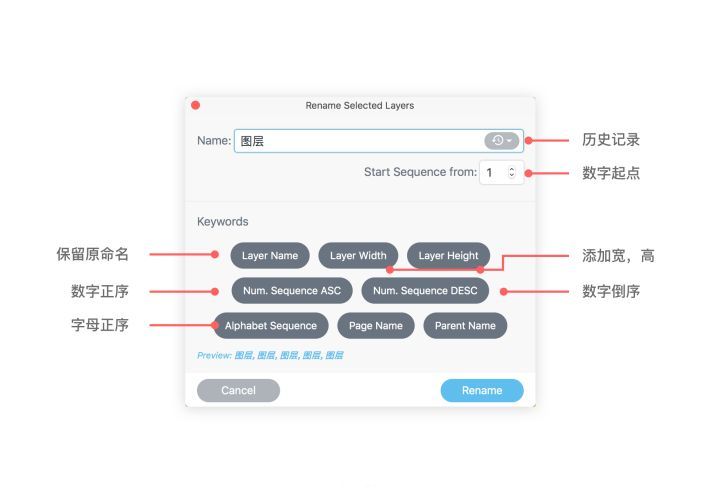 Rename Selected Layers
Name: 图层
历史记录
Start Sequence from: 1
数字起点
Keywords
保留原命名
Layer Name
Layer Width
Layer Height
添加宽，高
数字正序
Num. Sequence ASC
Num. Sequence DESC
数字倒序
字母正序
Alphabet Sequence
Page Name
Parent Name
Preview: 图层, 图层, 图层, 图层, 图层
Cancel
Rename